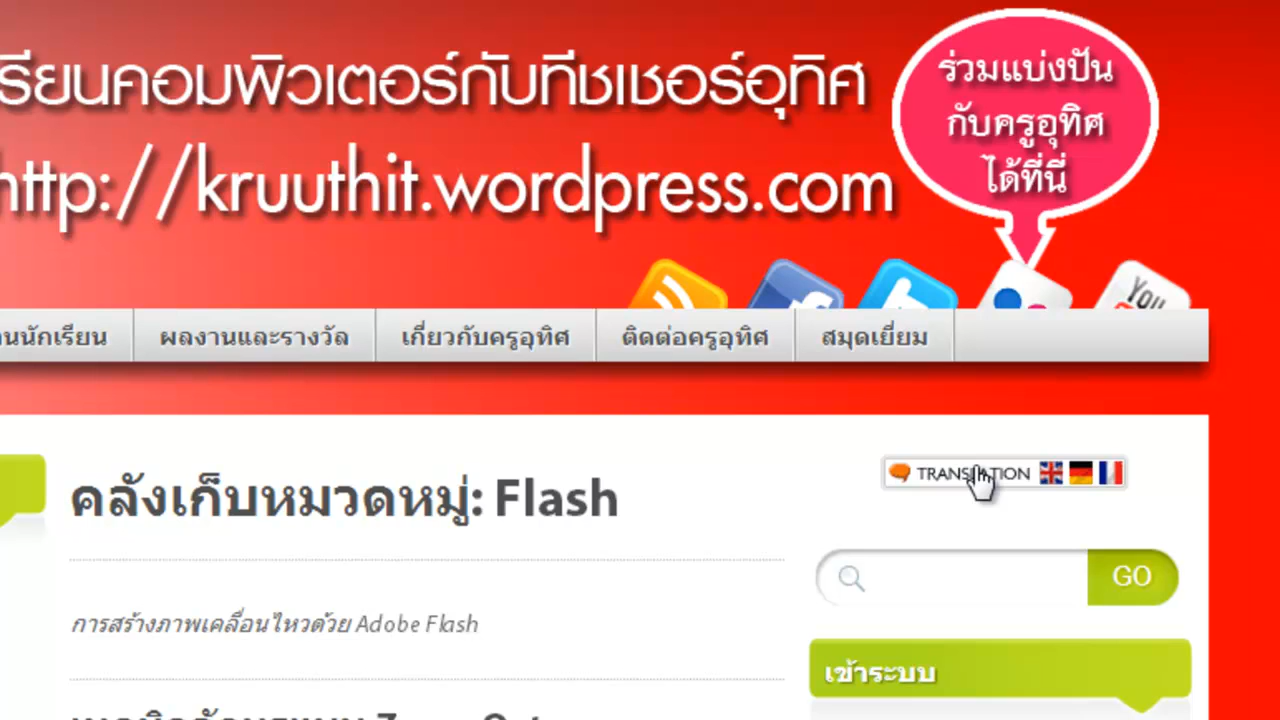 รียนคอมพิวเตอร์กับทีชเชอร์อุทิศ
http://kruuthit.wordpress.com
ร่วมแบ่งปัน
กับครูอุทิศ
ได้ที่นี่
You
นนักเรียน
ผลงานและรางวัล
เกี่ยวกับครูอุทิศ
ติดต่อครูอุทิศ
สมุดเยี่ยม
คลังเก็บหมวดหมู่: Flash
การสร้างภาพเคลื่อนไหวด้วย Adobe Flash
TRANSLATION
GO
เข้าระบบ